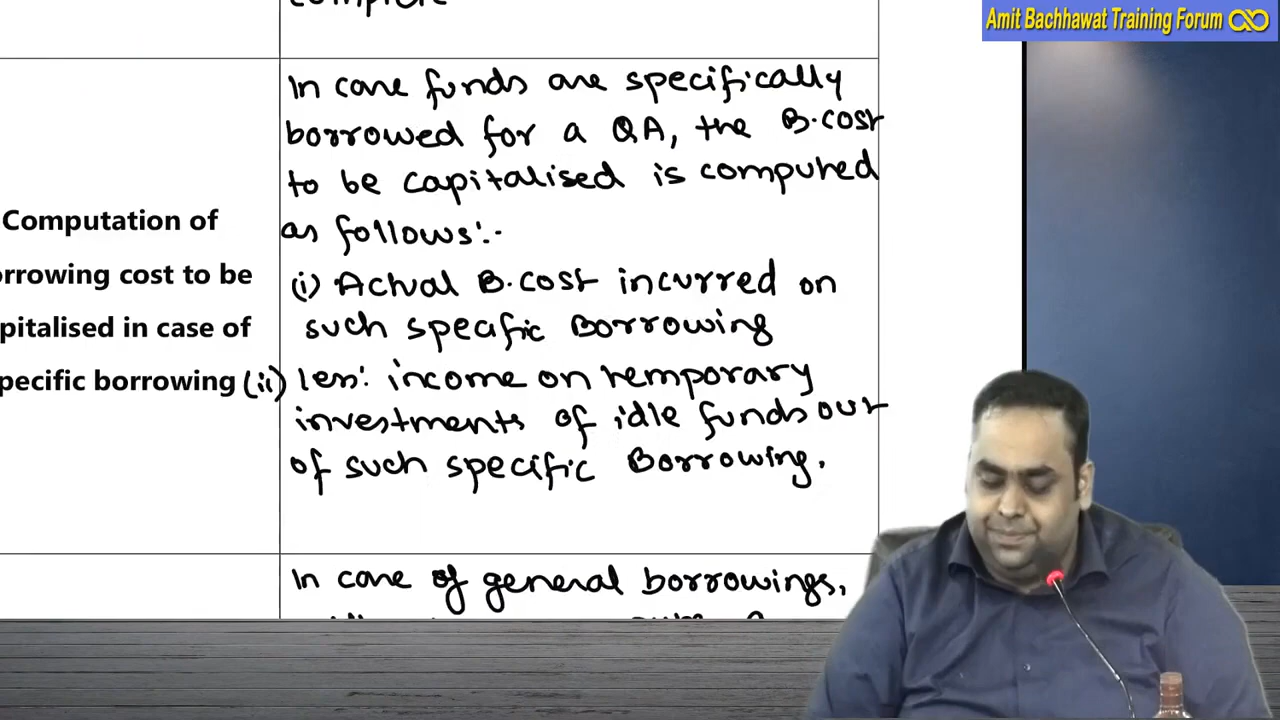 Amit Bachhawat Training Forum
In case funds are specifically
borrowed for a QA, the B.cost
to be capitalised is computed
as follows:-
Computation of
orrowing cost to be
pitalised in case of
pecific borrowing
(i) Actual B.cost incurred on
such specific Borrowing
(ii) less: income on temporary
investments of idle funds out
of such specific Borrowing.
In case of general borrowings,